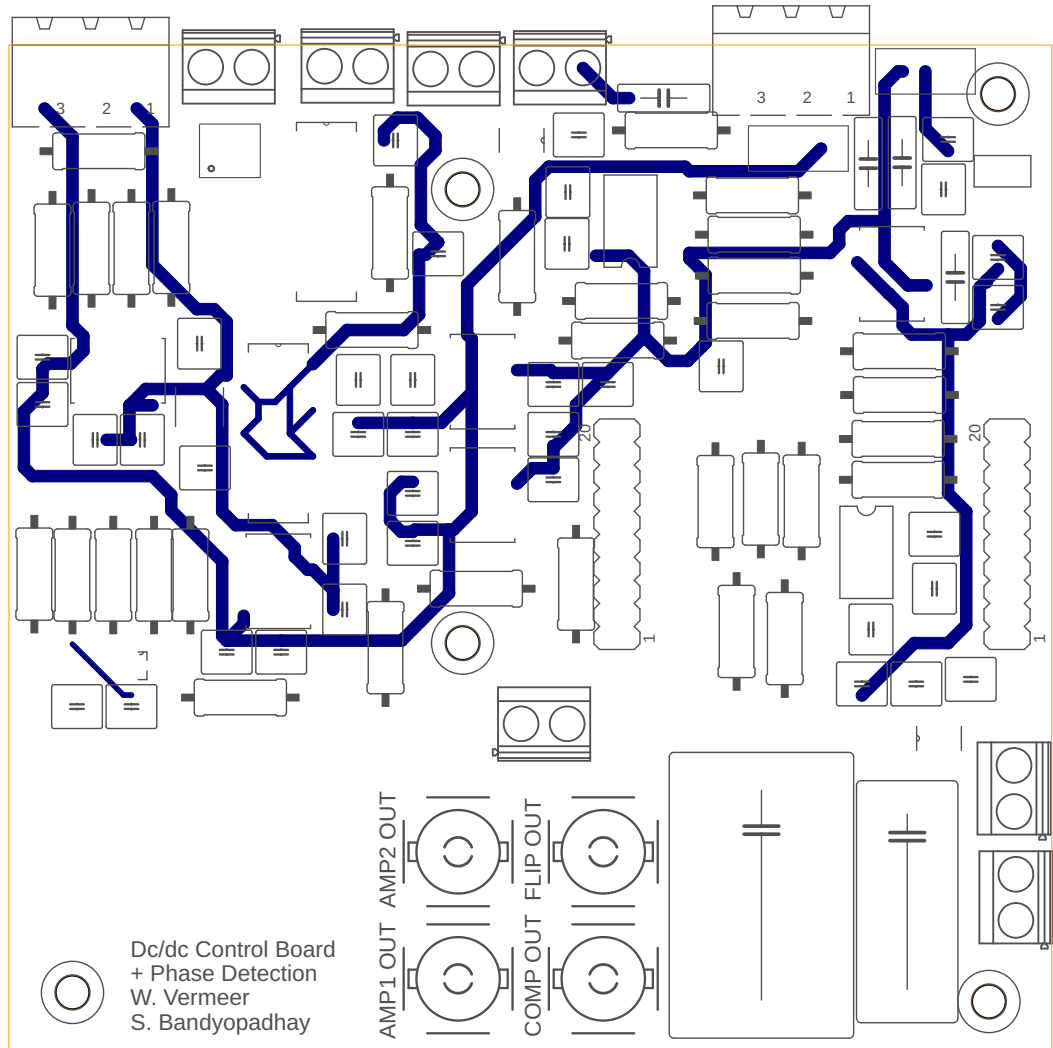 3 2 1
3 2 1
20
20
1
1
AMP2 OUT
FLIP OUT
AMP1 OUT
COMP OUT
Dc/dc Control Board
+ Phase Detection
W. Vermeer
S. Bandyopadhay